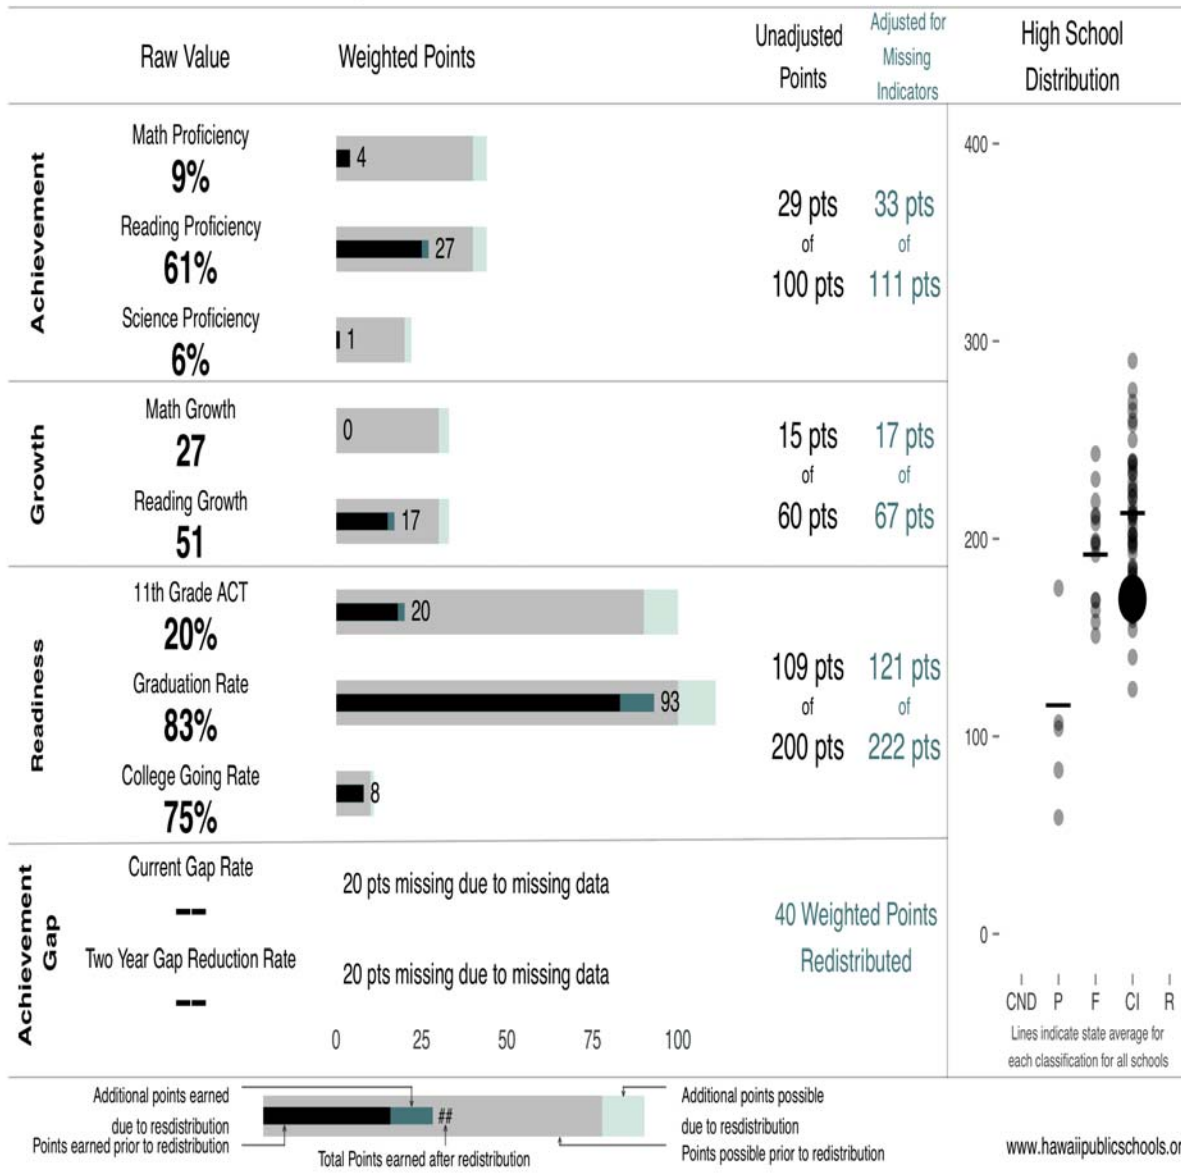 Raw Value
Weighted Points
Unadjusted
Points
Adjusted for
Missing
Indicators
High School
Distribution
Achievement
Math Proficiency
9%
4
Reading Proficiency
61%
27
Science Proficiency
6%
1
29 pts
of
100 pts
33 pts
of
111 pts
Growth
Math Growth
27
0
Reading Growth
51
17
15 pts
of
60 pts
17 pts
of
67 pts
Readiness
11th Grade ACT
20%
20
Graduation Rate
83%
93
College Going Rate
75%
8
109 pts
of
200 pts
121 pts
of
222 pts
Achievement
Gap
Current Gap Rate
--
20 pts missing due to missing data
Two Year Gap Reduction Rate
--
20 pts missing due to missing data
40 Weighted Points
Redistributed
0 25 50 75 100
400
300
200
100
0
CND P F CI R
Lines indicate state average for
each classification for all schools
Additional points earned
due to resdistribution
Points earned prior to redistribution
##
Total Points earned after redistribution
Additional points possible
due to resdistribution
Points possible prior to redistribution
www.hawaiipublicschools.or